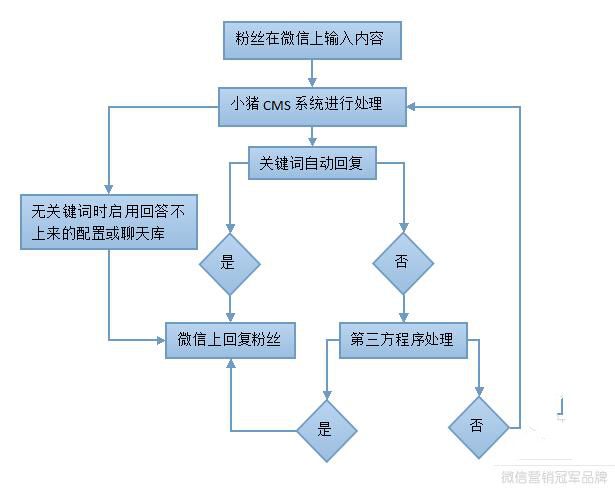 粉丝在微信上输入内容
小猪CMS系统进行处理
关键词自动回复
无关键词时启用回答不
上来的配置或聊天库
是
否
微信上回复粉丝
第三方程序处理
是
否
微信营销冠军品牌